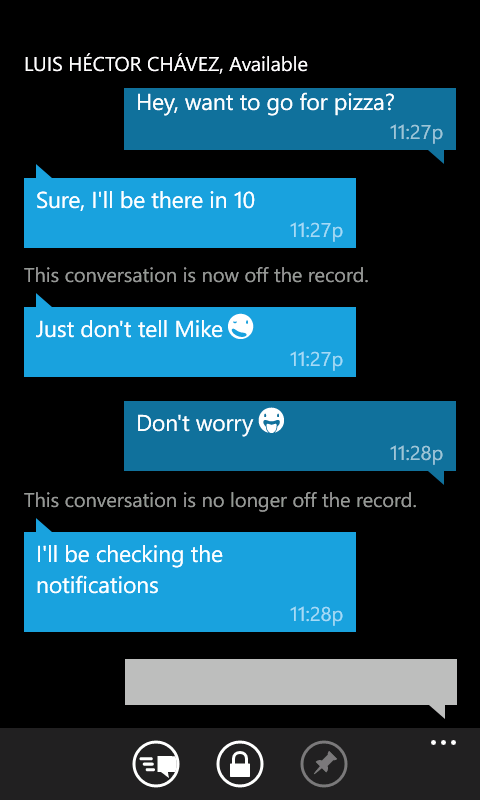 LUIS HÉCTOR CHÁVEZ, Available
Hey, want to go for pizza?
11:27p
Sure, I'll be there in 10
11:27p
This conversation is now off the record.
Just don't tell Mike
11:27p
Don't worry
11:28p
This conversation is no longer off the record.
I'll be checking the
notifications
11:28p